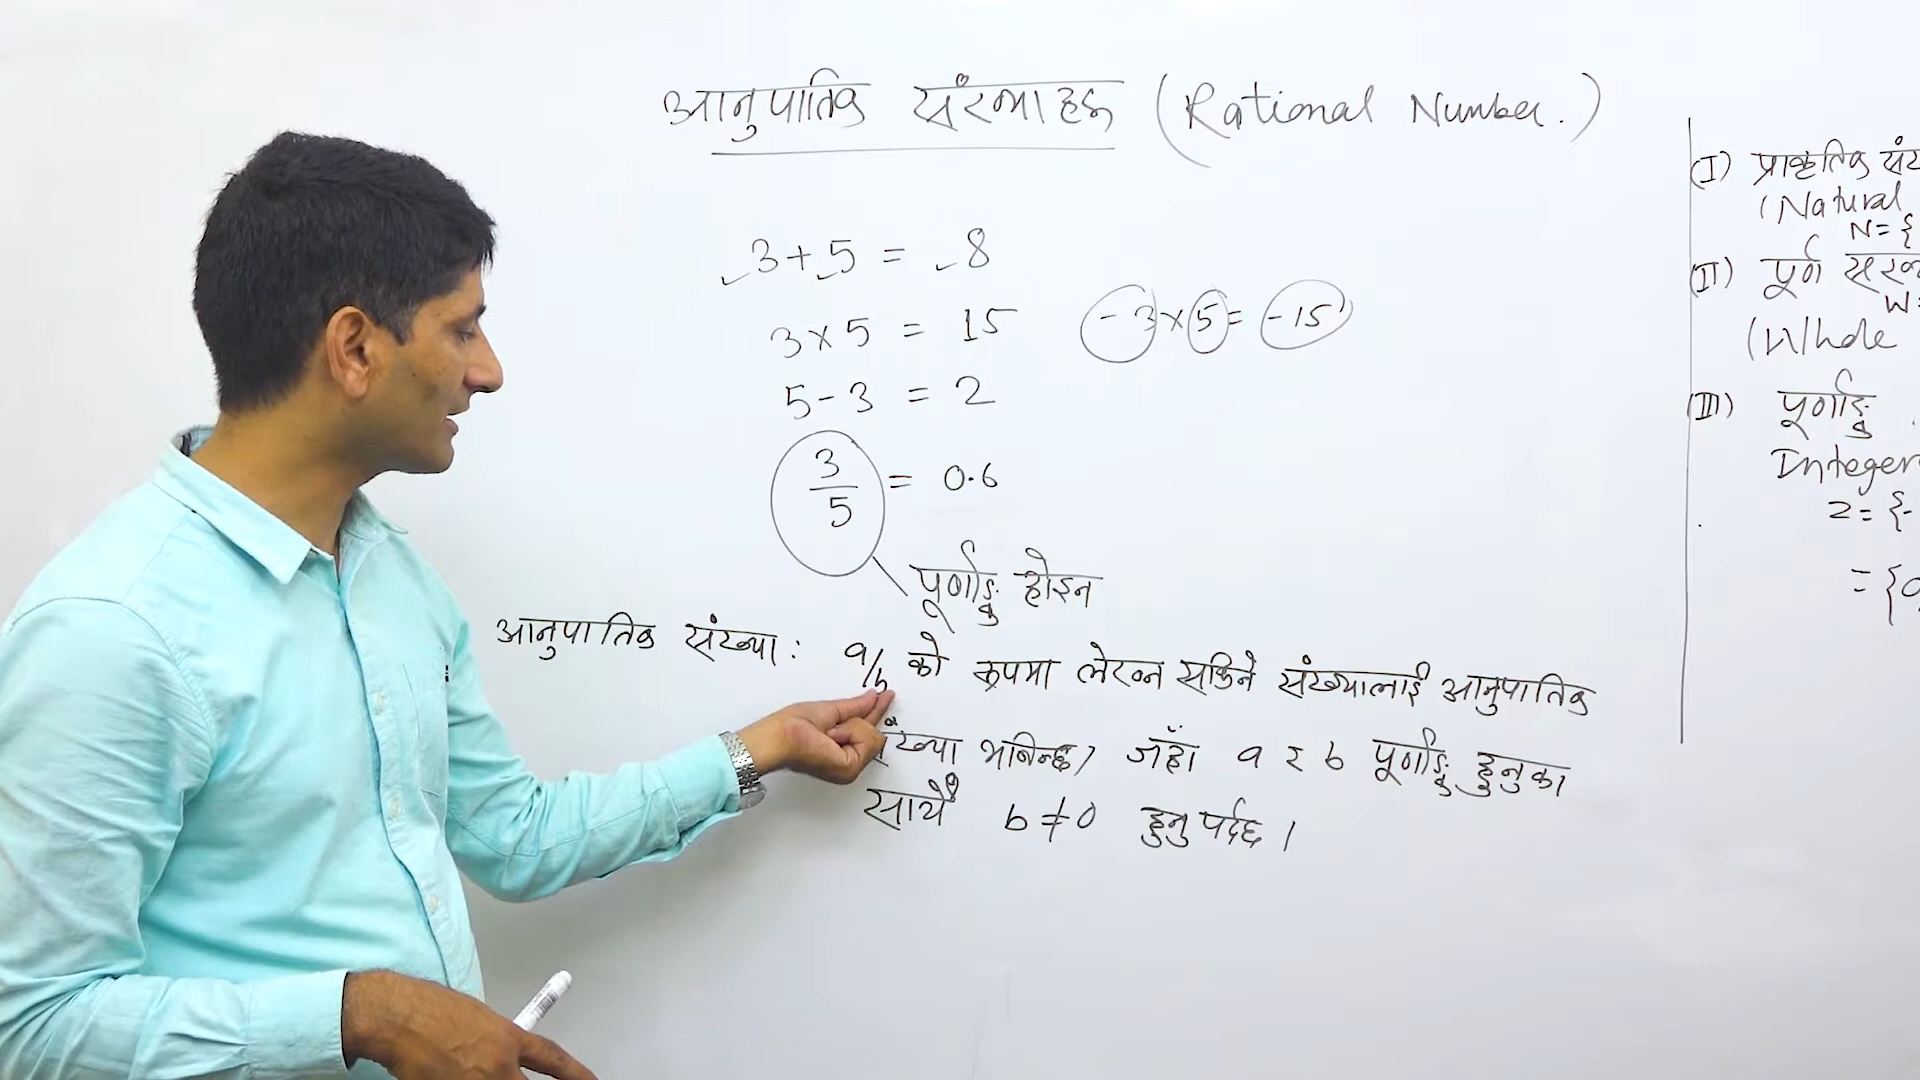 आनुपातिक संख्याहरू (Rational Number.)
3+5 = 8
3×5 = 15
-3×5 = -15
5-3 = 2
3/5 = 0.6
पूर्णाङ्क होइन
आनुपातिक संख्या: a/b को रूपमा लेख्न सकिने संख्यालाई आनुपातिक
संख्या भनिन्छ, जहाँ a र b पूर्णाङ्क हुनुका
साथै b≠0 हुनुपर्दछ।
(I) प्राकृतिक
(Natural
N= {
(II) पूर्ण
W=
(Whole
(III) पूर्णाङ्क
Integer
Z= {-
= {0,